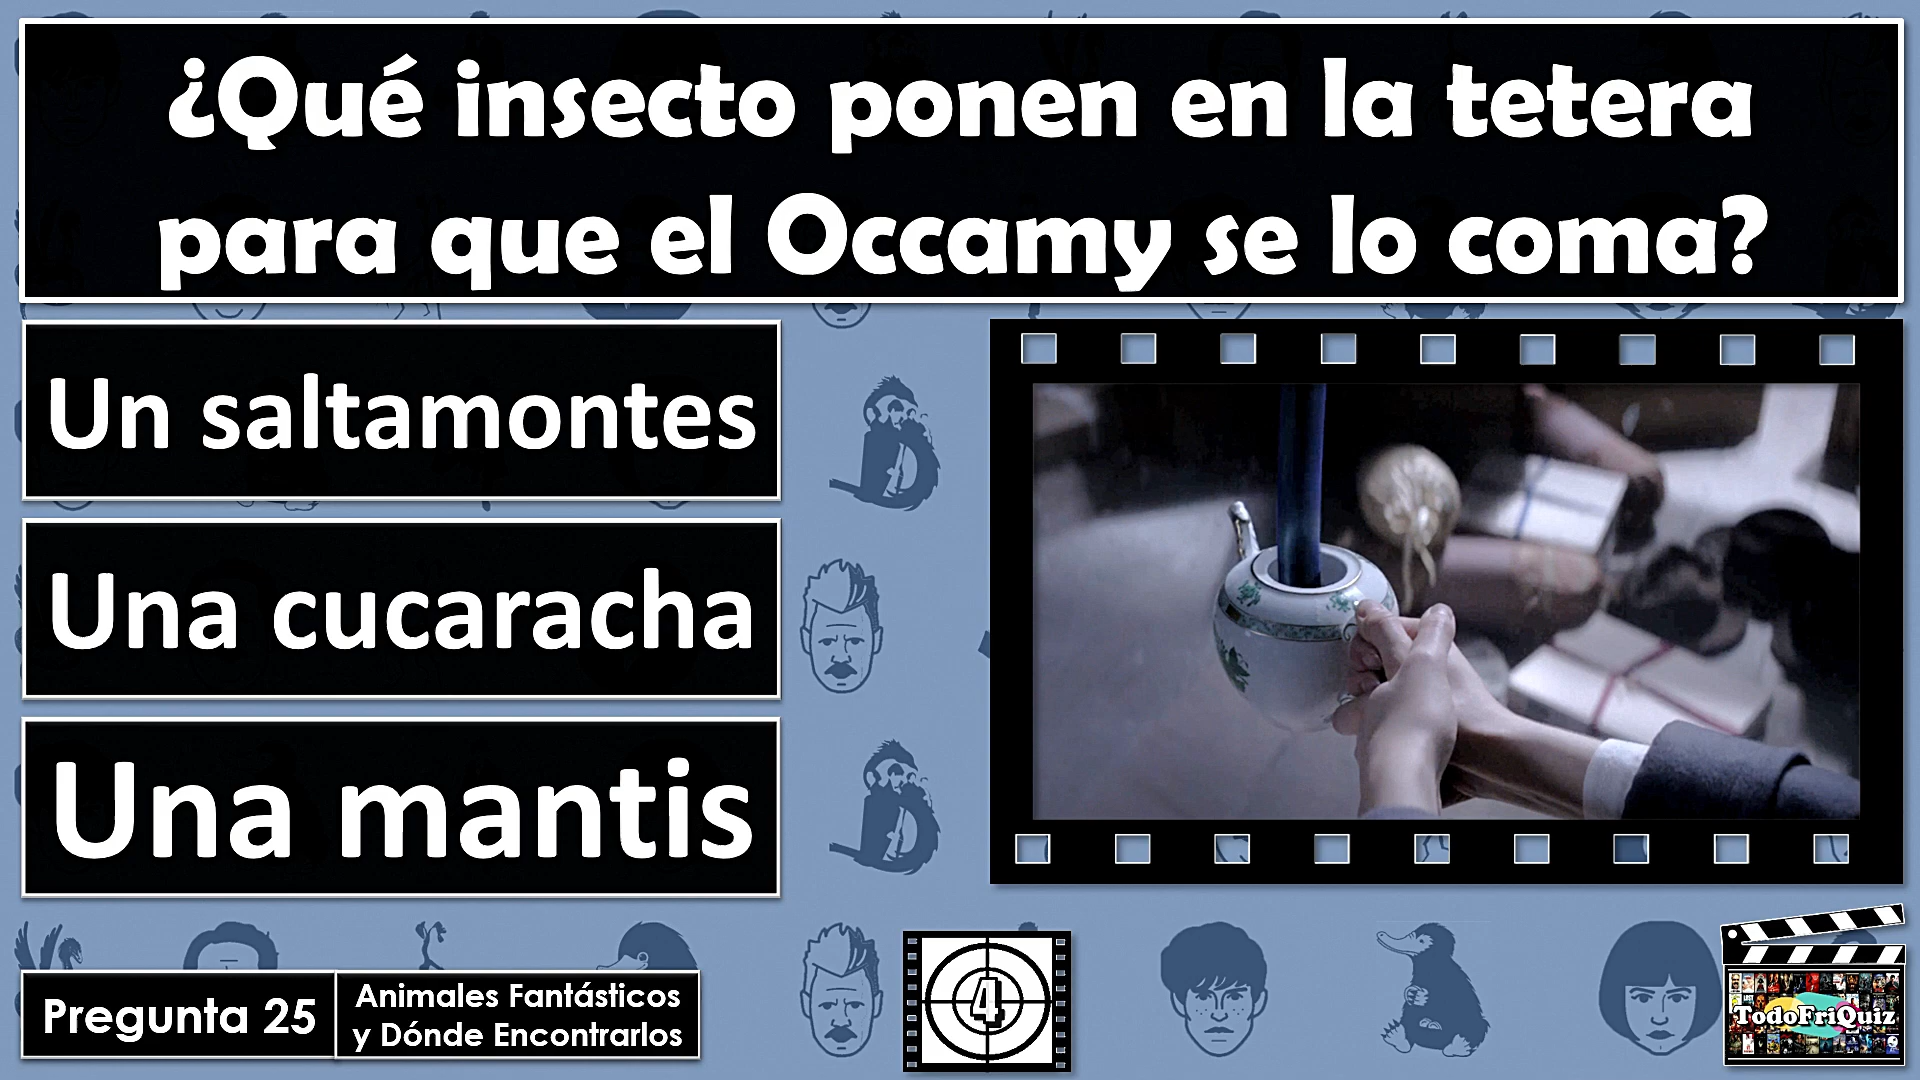 ¿Qué insecto ponen en la tetera
para que el Occamy se lo coma?
Un saltamontes
Una cucaracha
Una mantis
Pregunta 25
Animales Fantásticos
y Dónde Encontrarlos
4
TodoFriQuiz